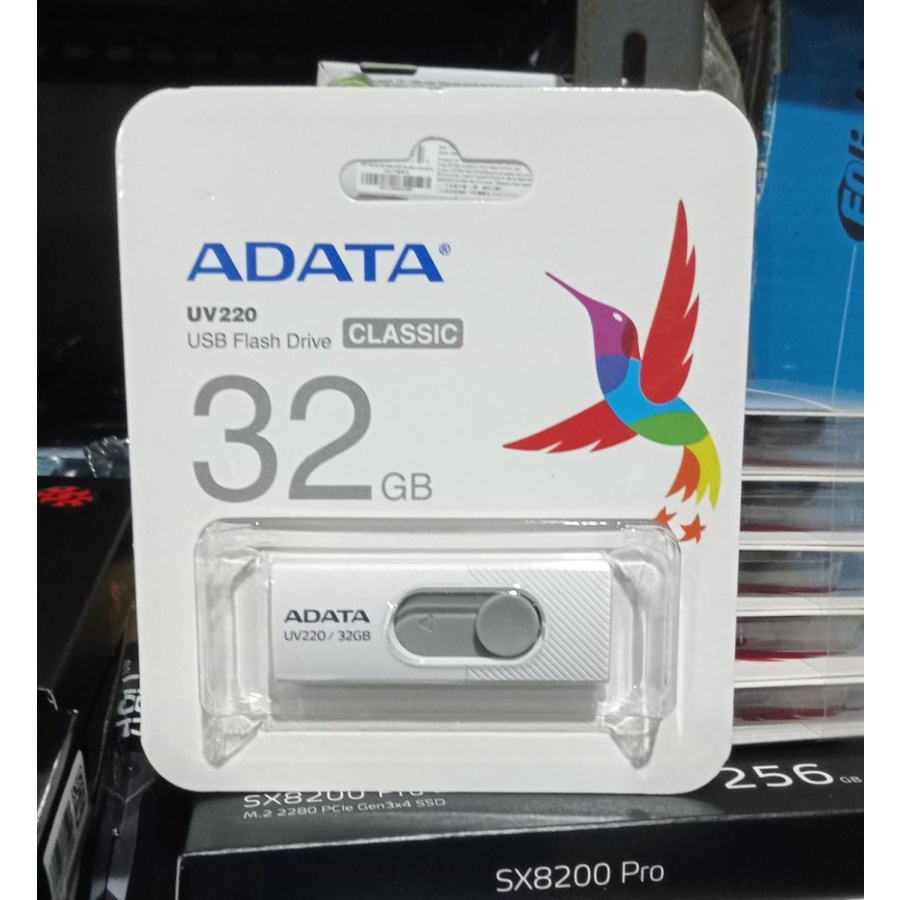 ADATA®
UV220
USB Flash Drive CLASSIC
32 GB
ADATA
UV220 / 32GB
256 GB
SX8200 Pro
M.2 2280 PCIe Gen3x4 SSD
SX8200 Pro